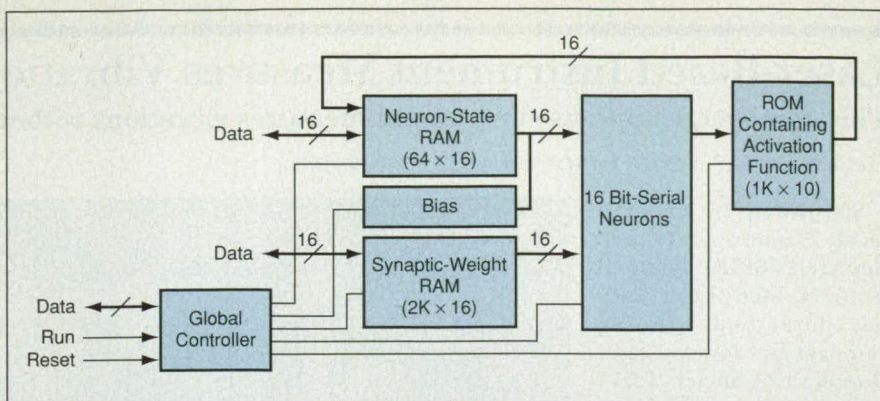 16
16
Data
Neuron-State
RAM
(64 × 16)
16
Bias
16
Data
Synaptic-Weight
RAM
(2K × 16)
16
16 Bit-Serial
Neurons
ROM
Containing
Activation
Function
(1K × 10)
Data
Run
Reset
Global
Controller